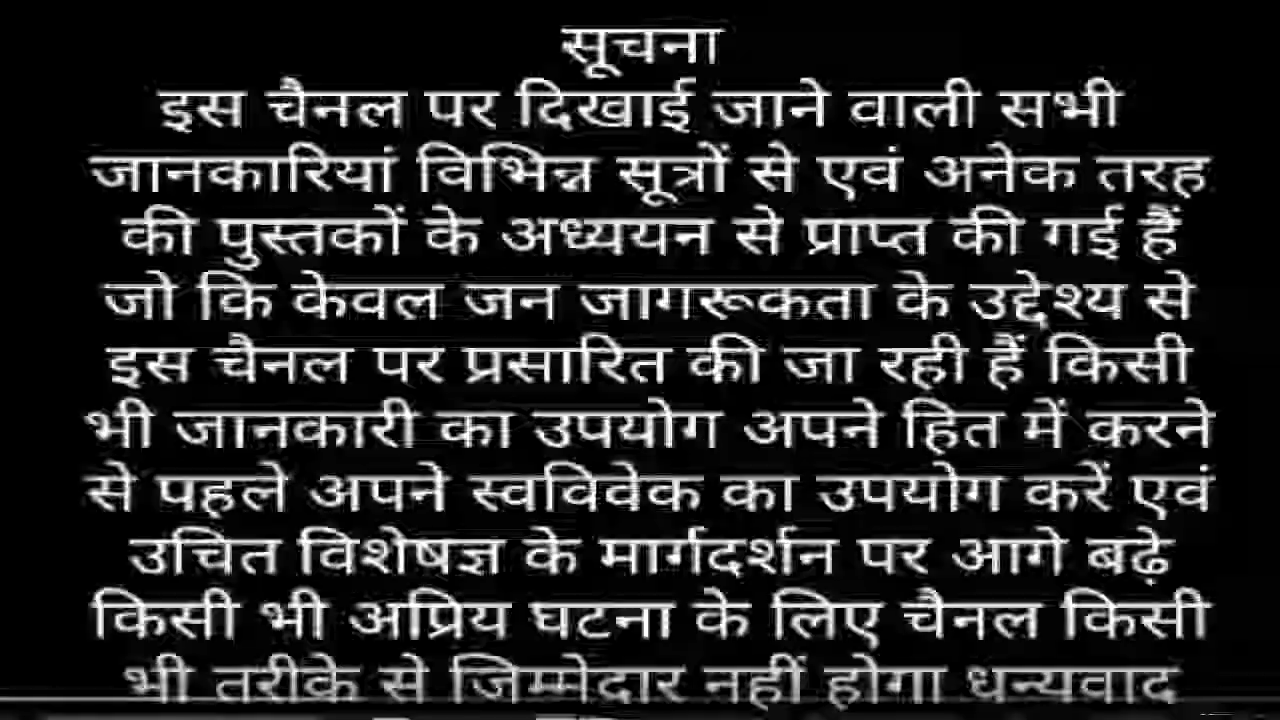 सूचना
इस चैनल पर दिखाई जाने वाली सभी
जानकारियां विभिन्न सूत्रों से एवं अनेक तरह
की पुस्तकों के अध्ययन से प्राप्त की गई हैं
जो कि केवल जन जागरूकता के उद्देश्य से
इस चैनल पर प्रसारित की जा रही हैं किसी
भी जानकारी का उपयोग अपने हित में करने
से पहले अपने स्वविवेक का उपयोग करें एवं
उचित विशेषज्ञ के मार्गदर्शन पर आगे बढ़े
किसी भी अप्रिय घटना के लिए चैनल किसी
भी तरीके से जिम्मेदार नहीं होगा धन्यवाद